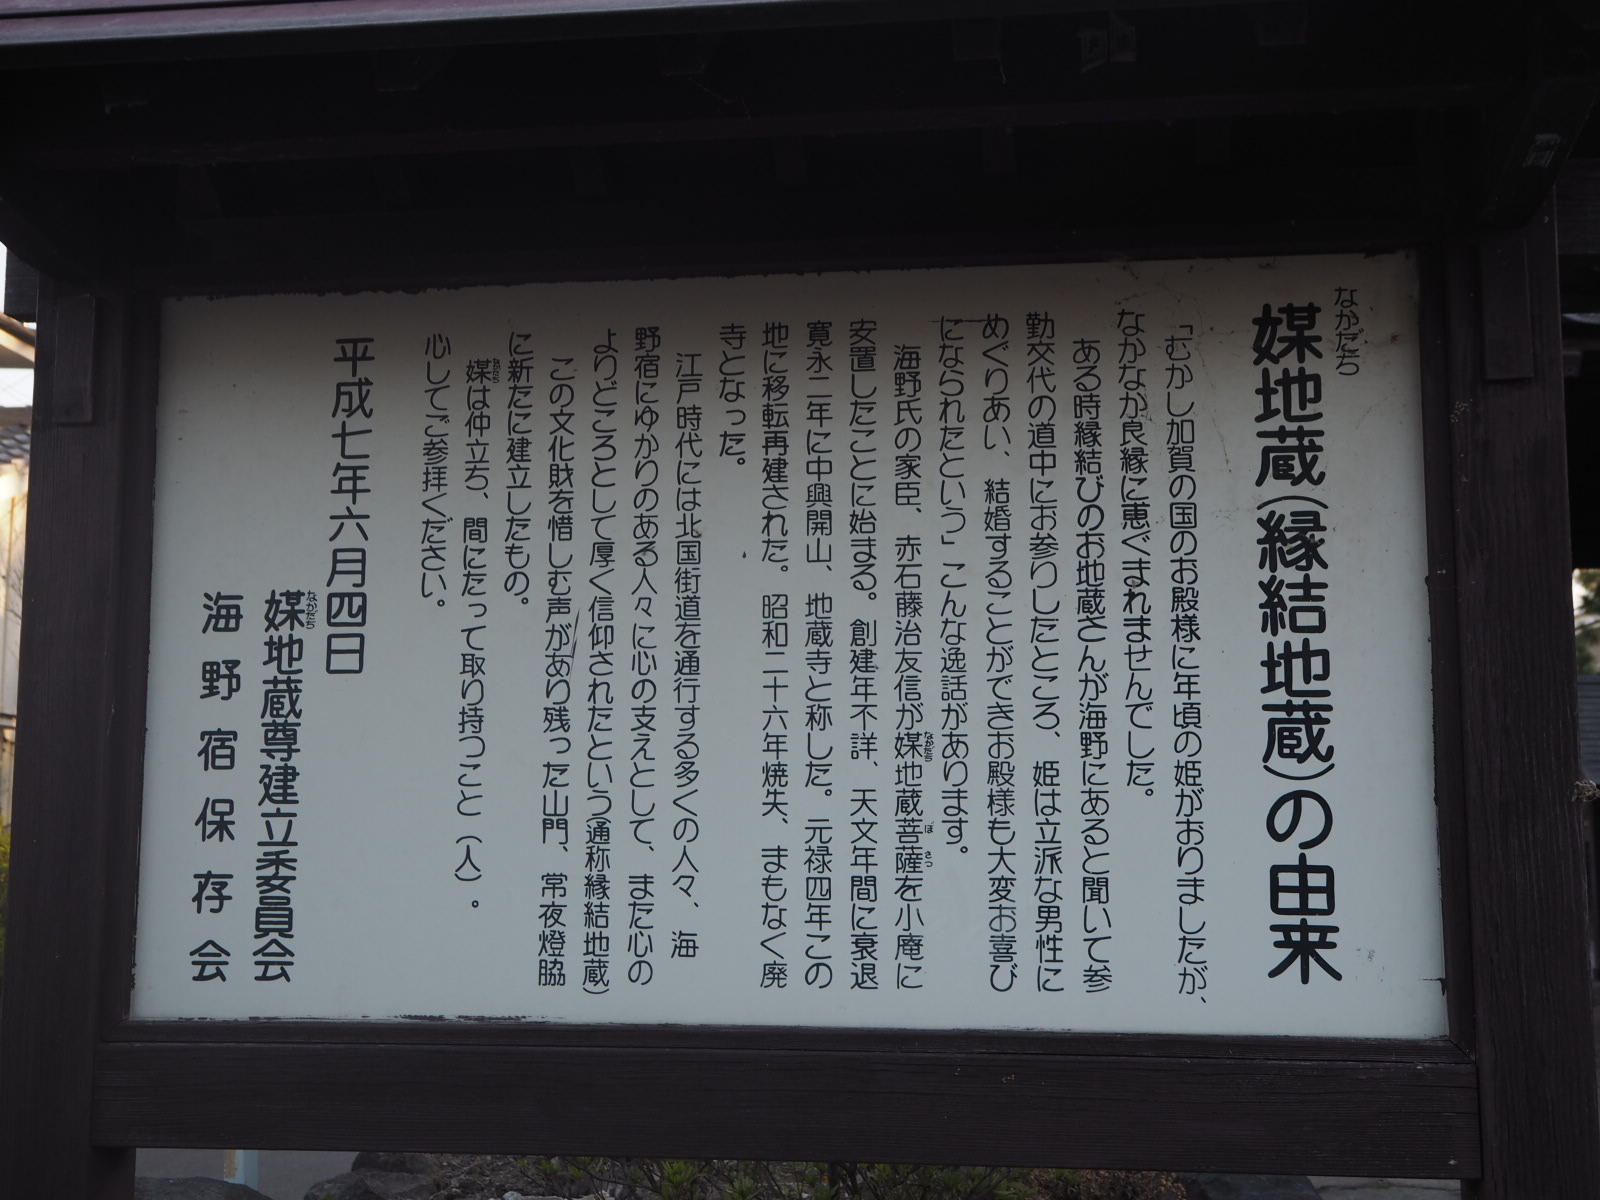 媒地蔵(縁結地蔵)の由来
なかだち
「むかし加賀の国のお殿様に年頃の姫がおりましたが、
なかなか良縁に恵ぐまれませんでした。
ある時縁結びのお地蔵さんが海野にあると聞いて参
勤交代の道中にお参りしたところ、姫は立派な男性に
めぐりあい、結婚することができお殿様も大変お喜び
になられたという」こんな逸話があります。
海野氏の家臣、赤石藤治友信が媒地蔵菩薩を小庵に
なかだち ぼ さつ
安置したことに始まる。創建年不詳、天文年間に衰退
寛永二年に中興開山、地蔵寺と称した。元禄四年この
地に移転再建された。昭和二十六年焼失、まもなく廃
寺となった。
江戸時代には北国街道を通行する多くの人々、海
野宿にゆかりのある人々に心の支えとして、また心の
よりどころとして厚く信仰されたという(通称縁結地蔵)
この文化財を惜しむ声があり残った山門、常夜燈脇
に新たに建立したもの。
媒は仲立ち、間にたって取り持つこと(人)。
なかだち
心してご参拝ください。
平成七年六月四日
媒地蔵尊建立委員会
なかだち
海野宿保存会